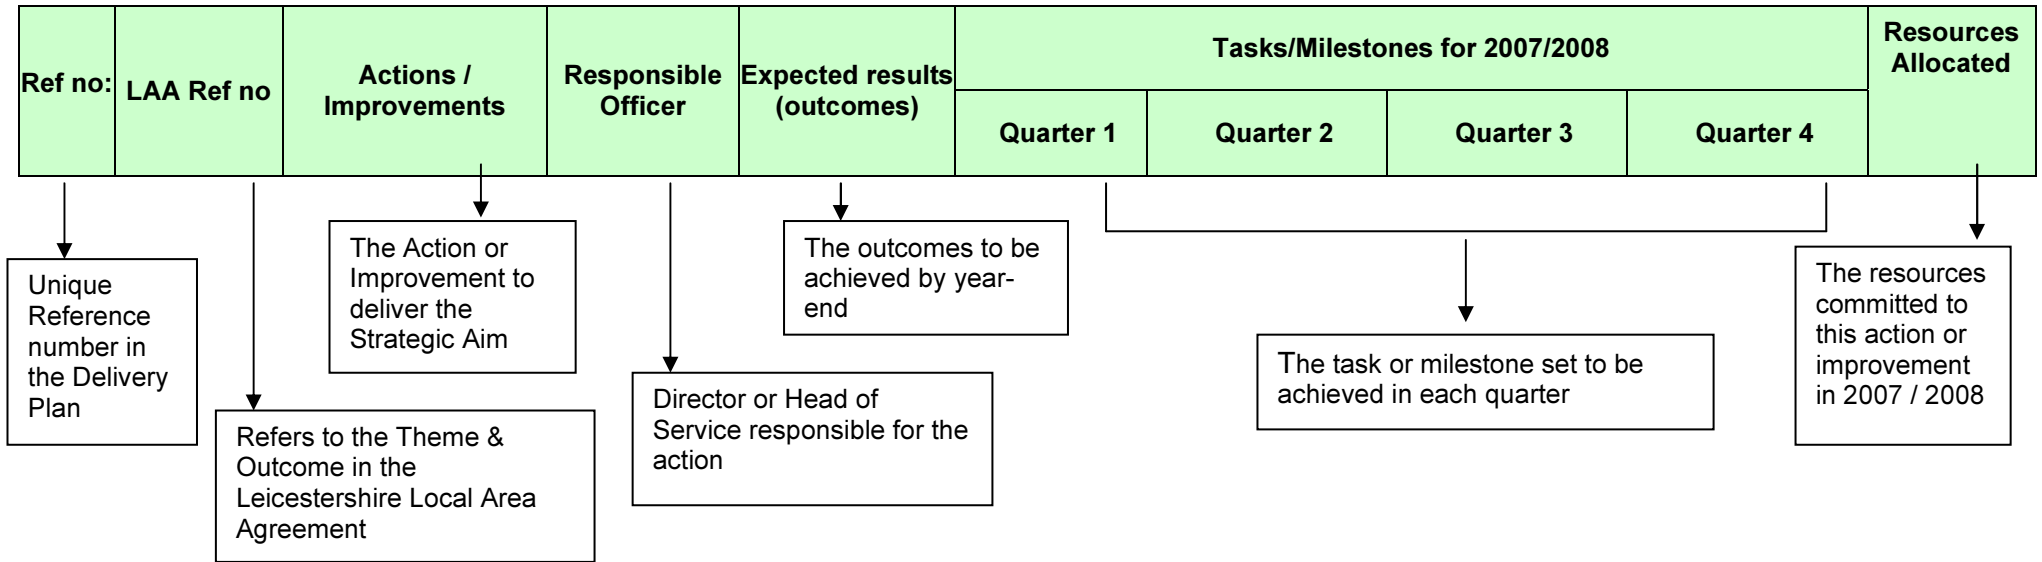 Ref no:
LAA Ref no
Actions /
Improvements
Responsible
Officer
Expected results
(outcomes)
Tasks/Milestones for 2007/2008
Quarter 1
Quarter 2
Quarter 3
Quarter 4
Resources
Allocated
Unique
Reference
number in
the Delivery
Plan
Refers to the Theme &
Outcome in the
Leicestershire Local Area
Agreement
The Action or
Improvement to
deliver the
Strategic Aim
Director or Head of
Service responsible for the
action
The outcomes to be
achieved by year-
end
The task or milestone set to be
achieved in each quarter
The resources
committed to
this action or
improvement
in 2007 / 2008